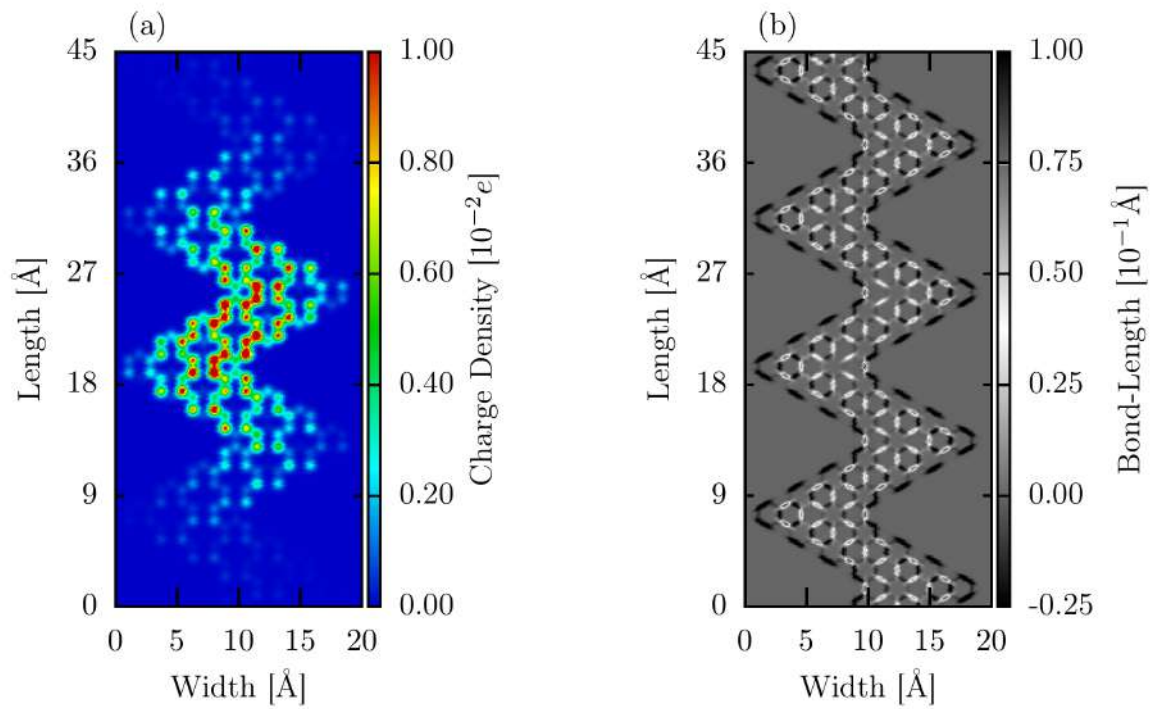 (a)
45
36
27
18
9
0
0 5 10 15 20
Length [Å]
Width [Å]
1.00
0.80
0.60
0.40
0.20
0.00
Charge Density [10⁻²e]
(b)
45
36
27
18
9
0
0 5 10 15 20
Length [Å]
Width [Å]
1.00
0.75
0.50
0.25
0.00
-0.25
Bond-Length [10⁻¹Å]